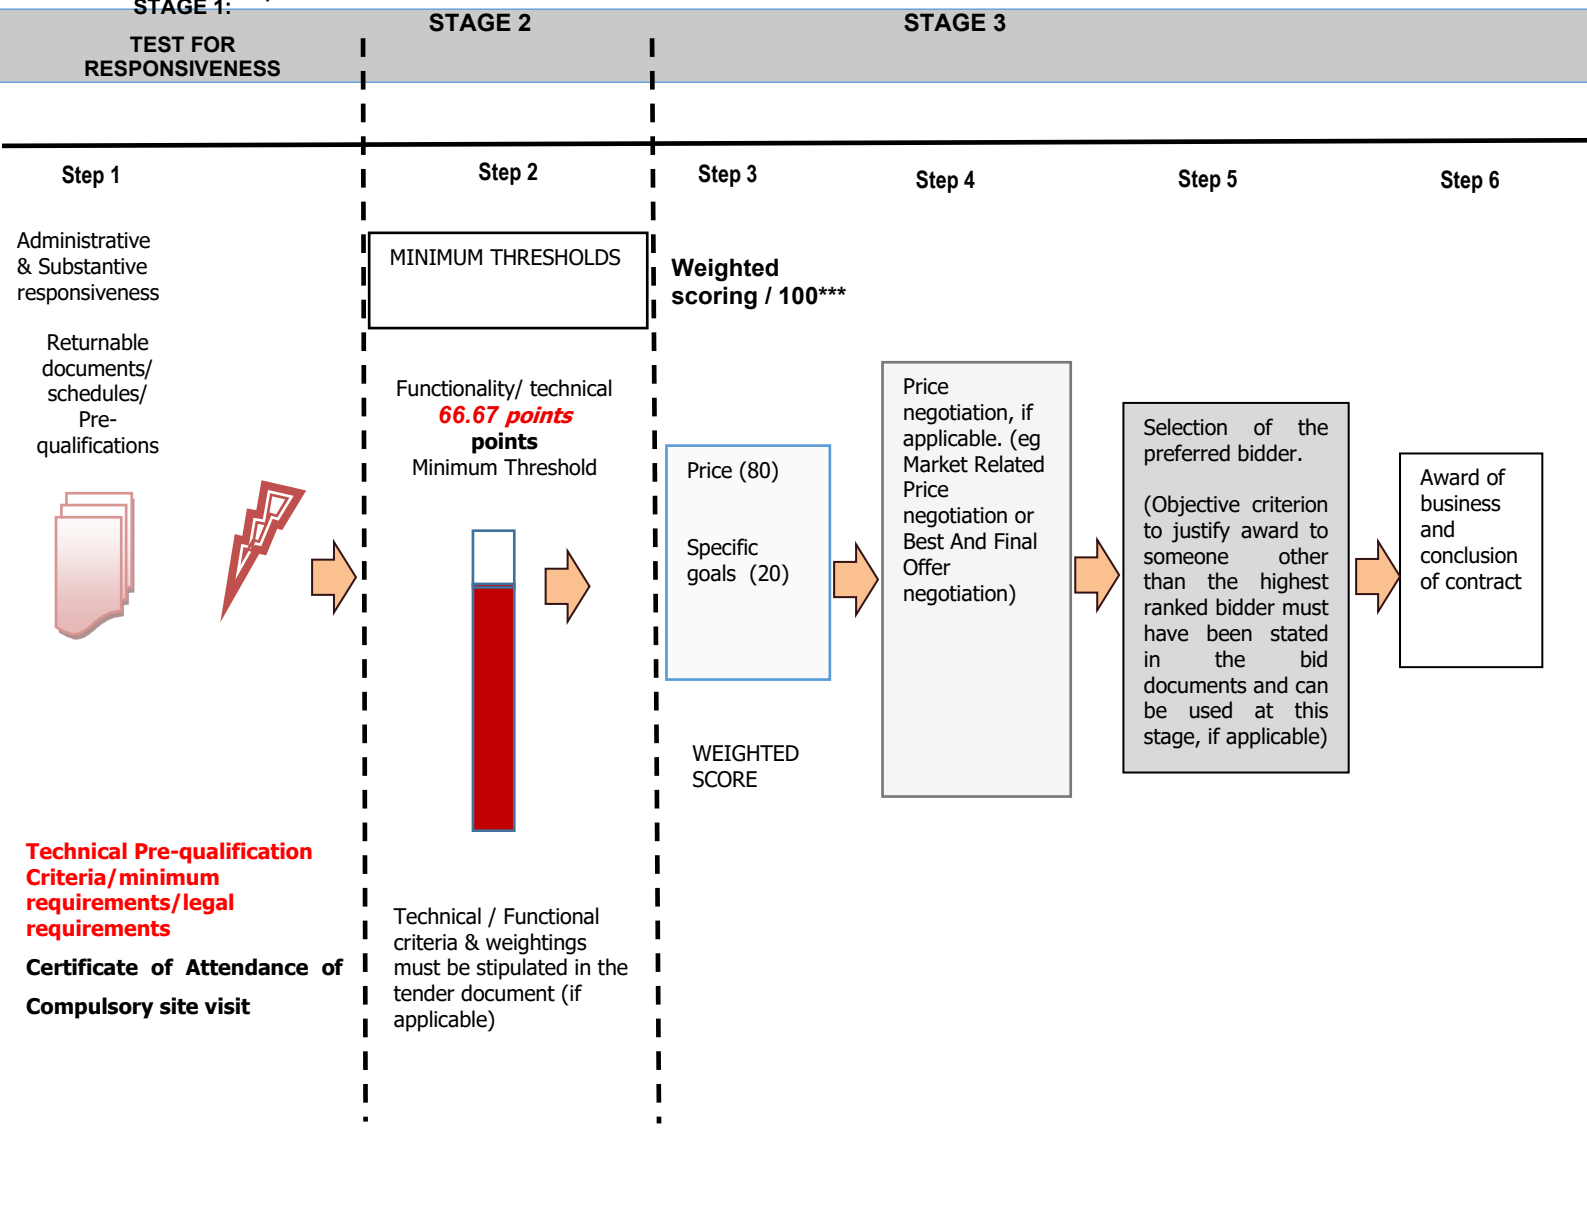 STAGE 1:
TEST FOR
RESPONSIVENESS
STAGE 2
STAGE 3
Step 1
Step 2
Step 3
Step 4
Step 5
Step 6
Administrative
& Substantive
responsiveness
Returnable
documents/
schedules/
Pre-
qualifications
Technical Pre-qualification
Criteria/minimum
requirements/legal
requirements
Certificate of Attendance of
Compulsory site visit
MINIMUM THRESHOLDS
Functionality/ technical
66.67 points
points
Minimum Threshold
Technical / Functional
criteria & weightings
must be stipulated in the
tender document (if
applicable)
Weighted
scoring / 100***
Price (80)
Specific
goals (20)
WEIGHTED
SCORE
Price
negotiation, if
applicable. (eg
Market Related
Price
negotiation or
Best And Final
Offer
negotiation)
Selection of the
preferred bidder.
(Objective criterion
to justify award to
someone other
than the highest
ranked bidder must
have been stated
in the bid
documents and can
be used at this
stage, if applicable)
Award of
business
and
conclusion
of contract